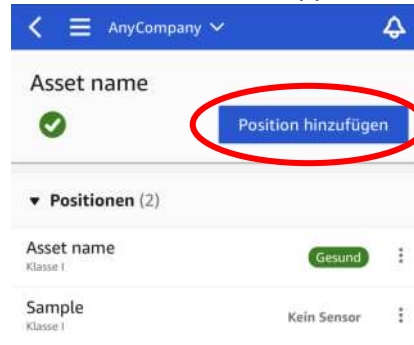 AnyCompany
Asset name
Position hinzufügen
Positionen (2)
Asset name
Gesund
Klasse I
Sample
Kein Sensor
Klasse I